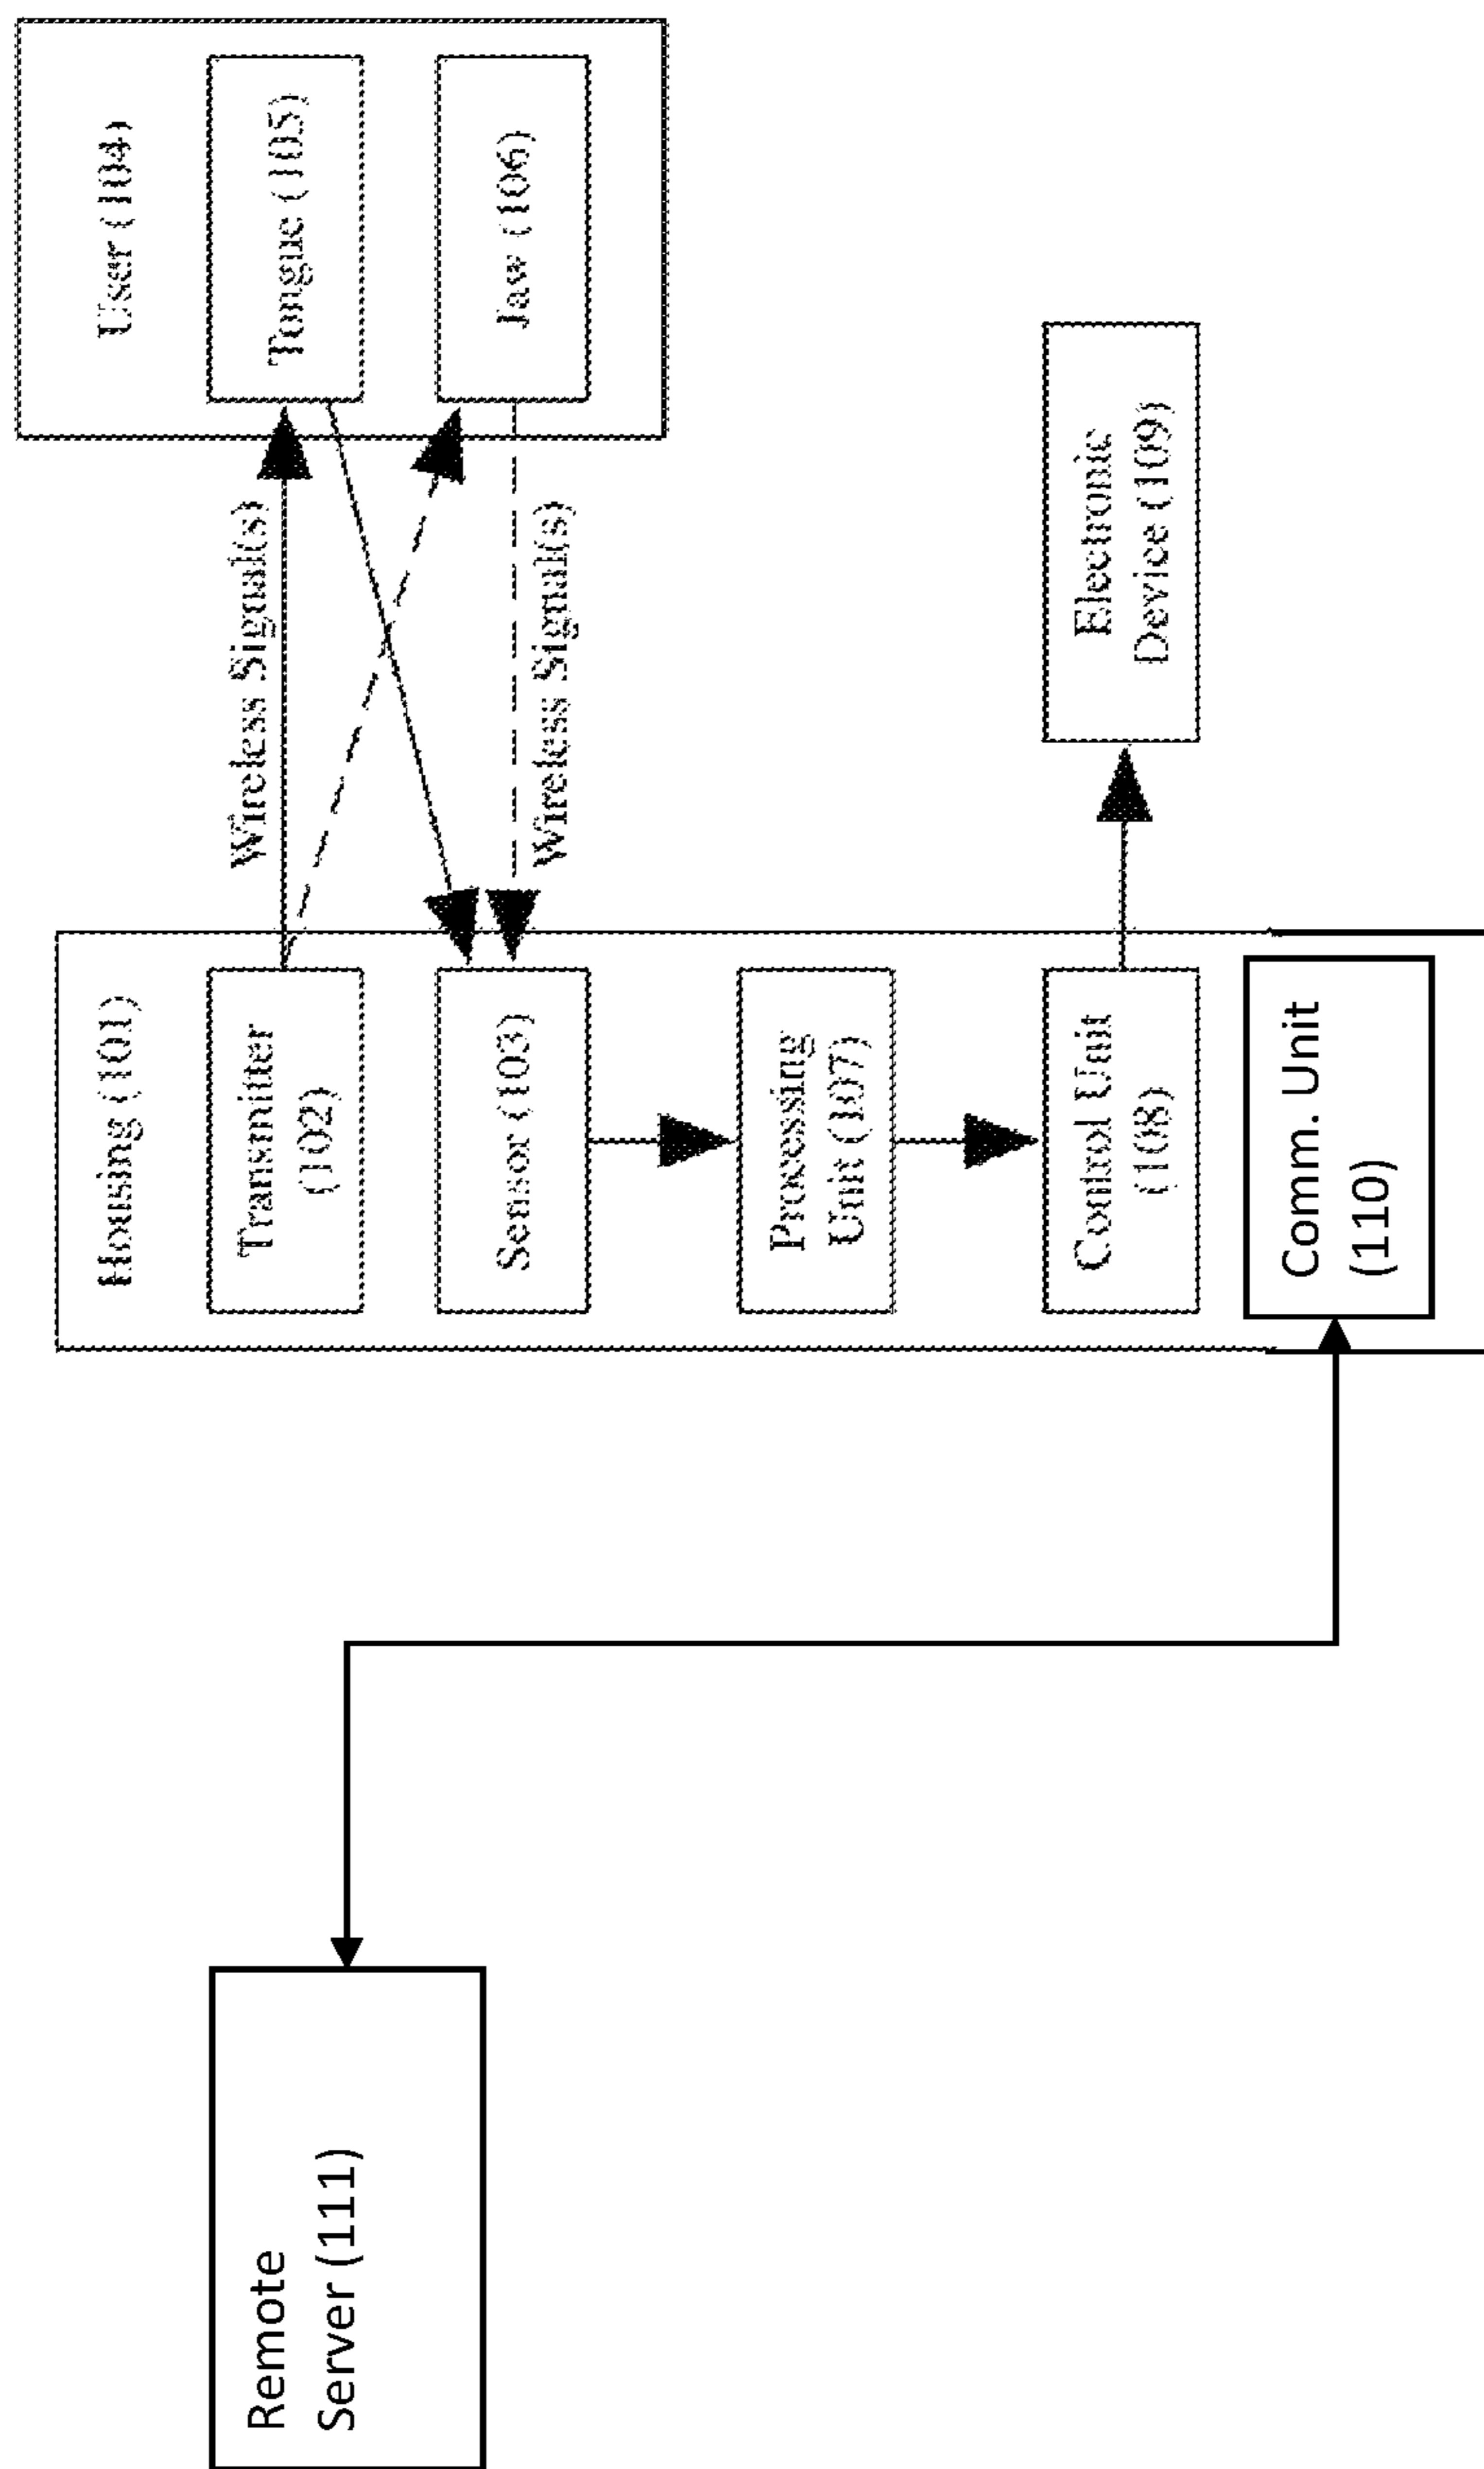 Remote
Server (111)
Housing (101)
Transmitter
(102)
Sensor (103)
Processing
Unit (107)
Control Unit
(108)
Comm. Unit
(110)
Wireless Signal(s)
Wireless Signal(s)
User (104)
Tongue (105)
Jaw (106)
Electronic
Device (109)